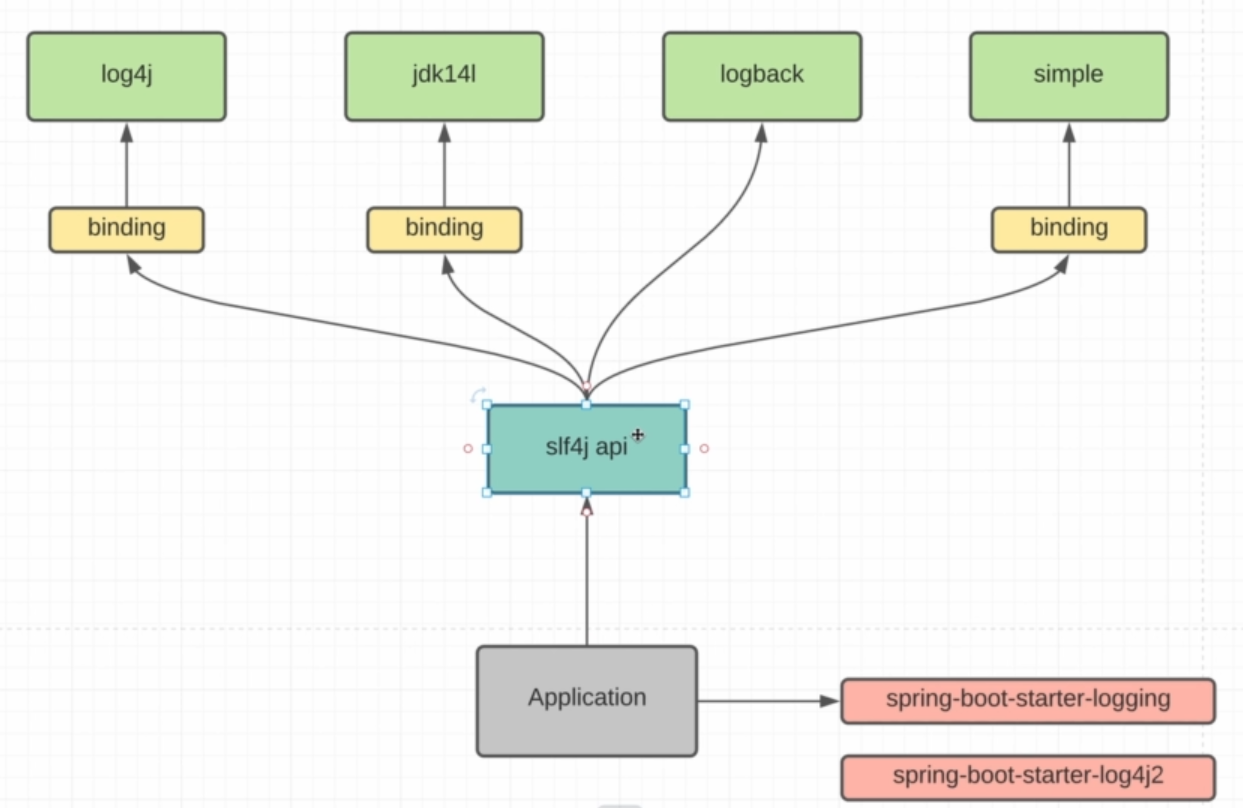 log4j
jdk14l
logback
simple
binding
binding
binding
slf4j api
Application
spring-boot-starter-logging
spring-boot-starter-log4j2